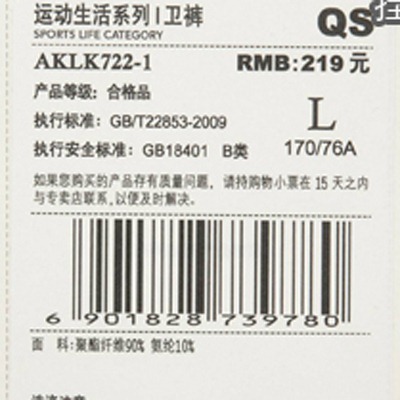 运动生活系列 | 卫裤 QS
SPORTS LIFE CATEGORY
AKLK722-1 RMB:219 元
产品等级: 合格品
执行标准: GB/T22853-2009 L
执行安全标准: GB18401 B类 170/76A
如果您购买的产品存有质量问题, 请持购物小票在 15 天之内
与专卖店联系,以便及时解决。
6 901828 739780
面 料:聚酯纤维90% 氨纶10%